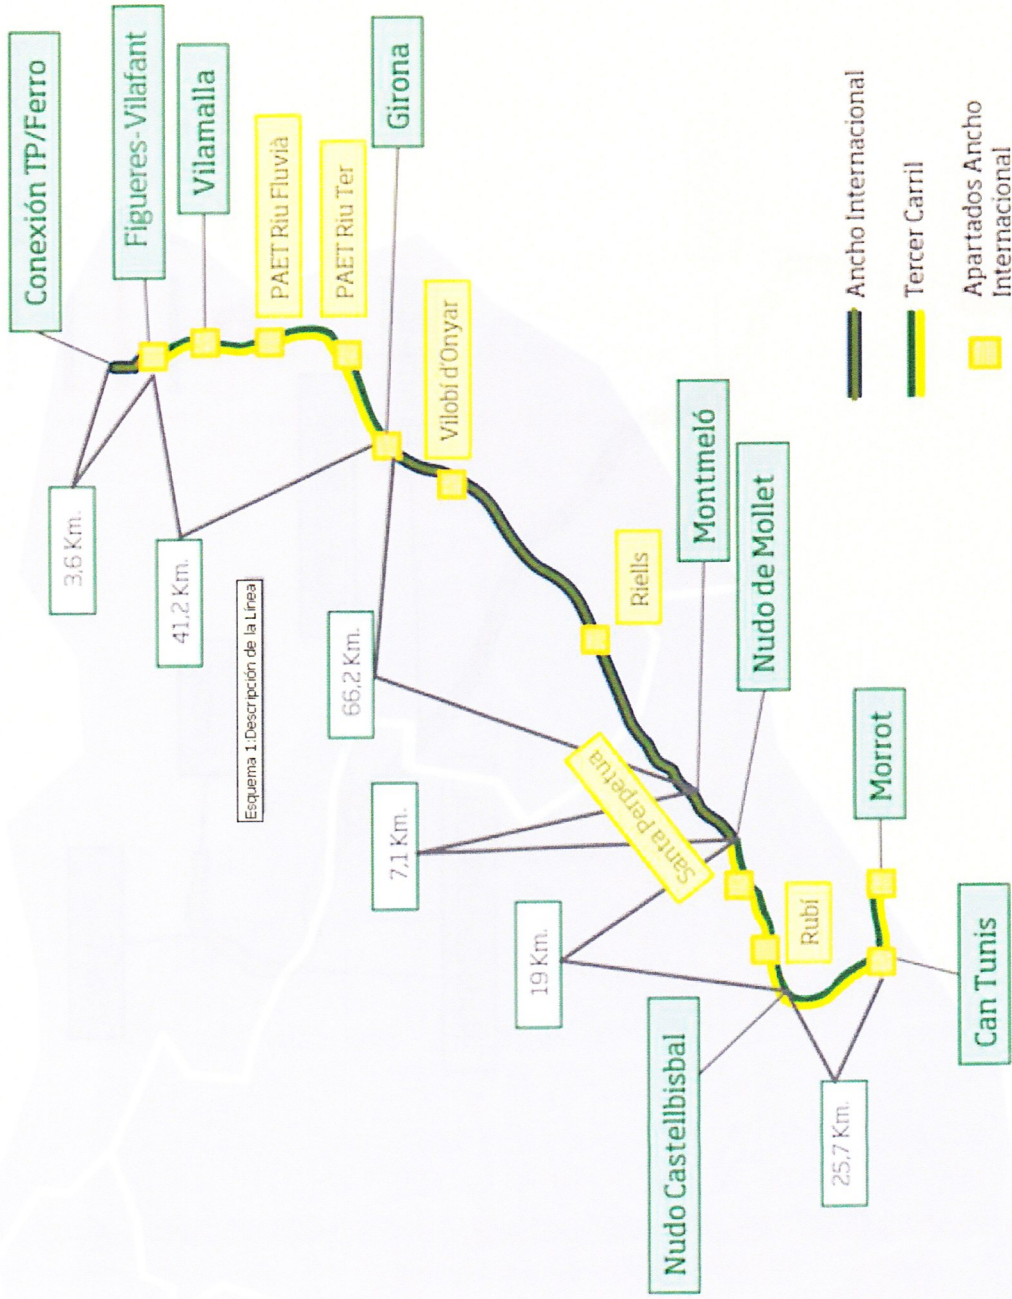 Conexión TP/Ferro
Figueres-Vilafant
Vilamalla
PAET Riu Fluvià
PAET Riu Ter
Girona
Vilobí d'Onyar
Riells
Montmeló
Nudo de Mollet
Santa Perpetua
Rubí
Morrot
Can Tunis
Nudo Castellbisbal
3,6 Km.
41,2 Km.
66,2 Km.
7,1 Km.
19 Km.
25,7 Km.
Esquema 1:Descripción de la Línea
Ancho Internacional
Tercer Carril
Apartados Ancho
Internacional